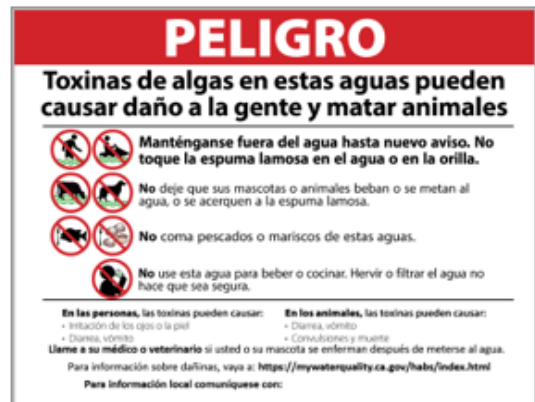 PELIGRO
Toxinas de algas en estas aguas pueden
causar daño a la gente y matar animales
Manténganse fuera del agua hasta nuevo aviso. No
toque la espuma lamosa en el agua o en la orilla.
No deje que sus mascotas o animales beban o se metan al
agua, o se acerquen a la espuma lamosa.
No coma pescados o mariscos de estas aguas.
No use esta agua para beber o cocinar. Hervir o filtrar el agua no
hace que sea segura.
En las personas, las toxinas pueden causar:
- Irritación de los ojos o la piel
- Diarrea, vómito
En los animales, las toxinas pueden causar:
- Diarrea, vómito
- Convulsiones y muerte
Llame a su médico o veterinario si usted o su mascota se enferman después de meterse al agua.
Para información sobre dañinas, vaya a: https://mywaterquality.ca.gov/habs/index.html
Para información local comuníquese con: